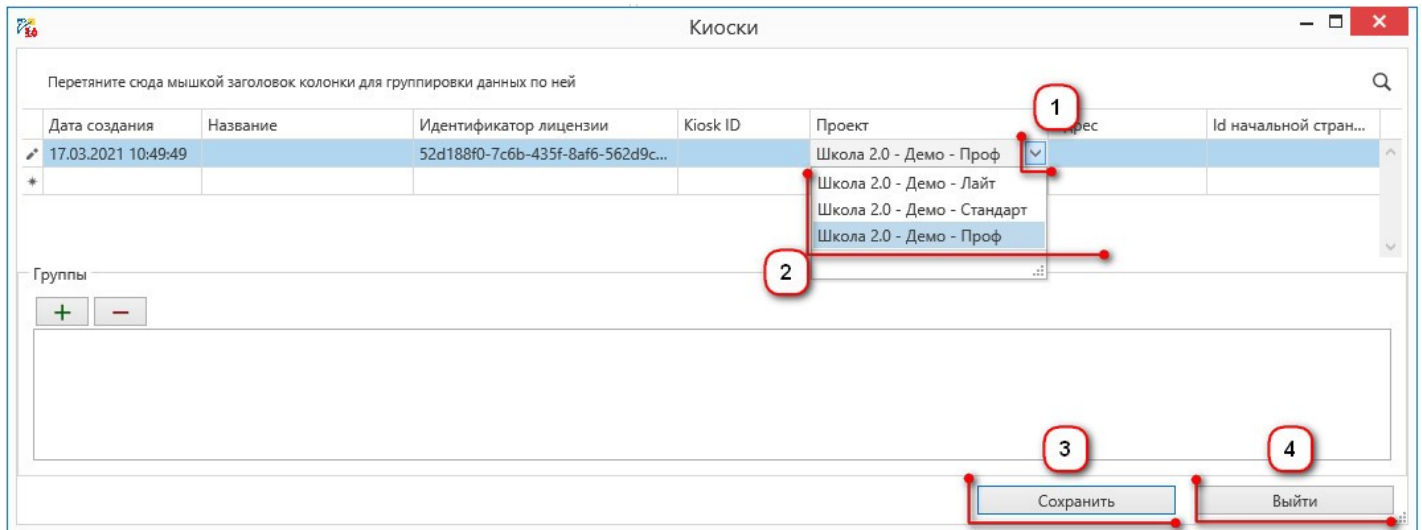 Киоски
Перетяните сюда мышкой заголовок колонки для группировки данных по ней
1
Дата создания Название Идентификатор лицензии Kiosk ID Проект Id начальной стран...
17.03.2021 10:49:49 52d188f0-7c6b-435f-8af6-562d9c... Школа 2.0 - Демо - Проф
Школа 2.0 - Демо - Лайт
Школа 2.0 - Демо - Стандарт
Школа 2.0 - Демо - Проф
2
Группы
3 4
Сохранить Выйти